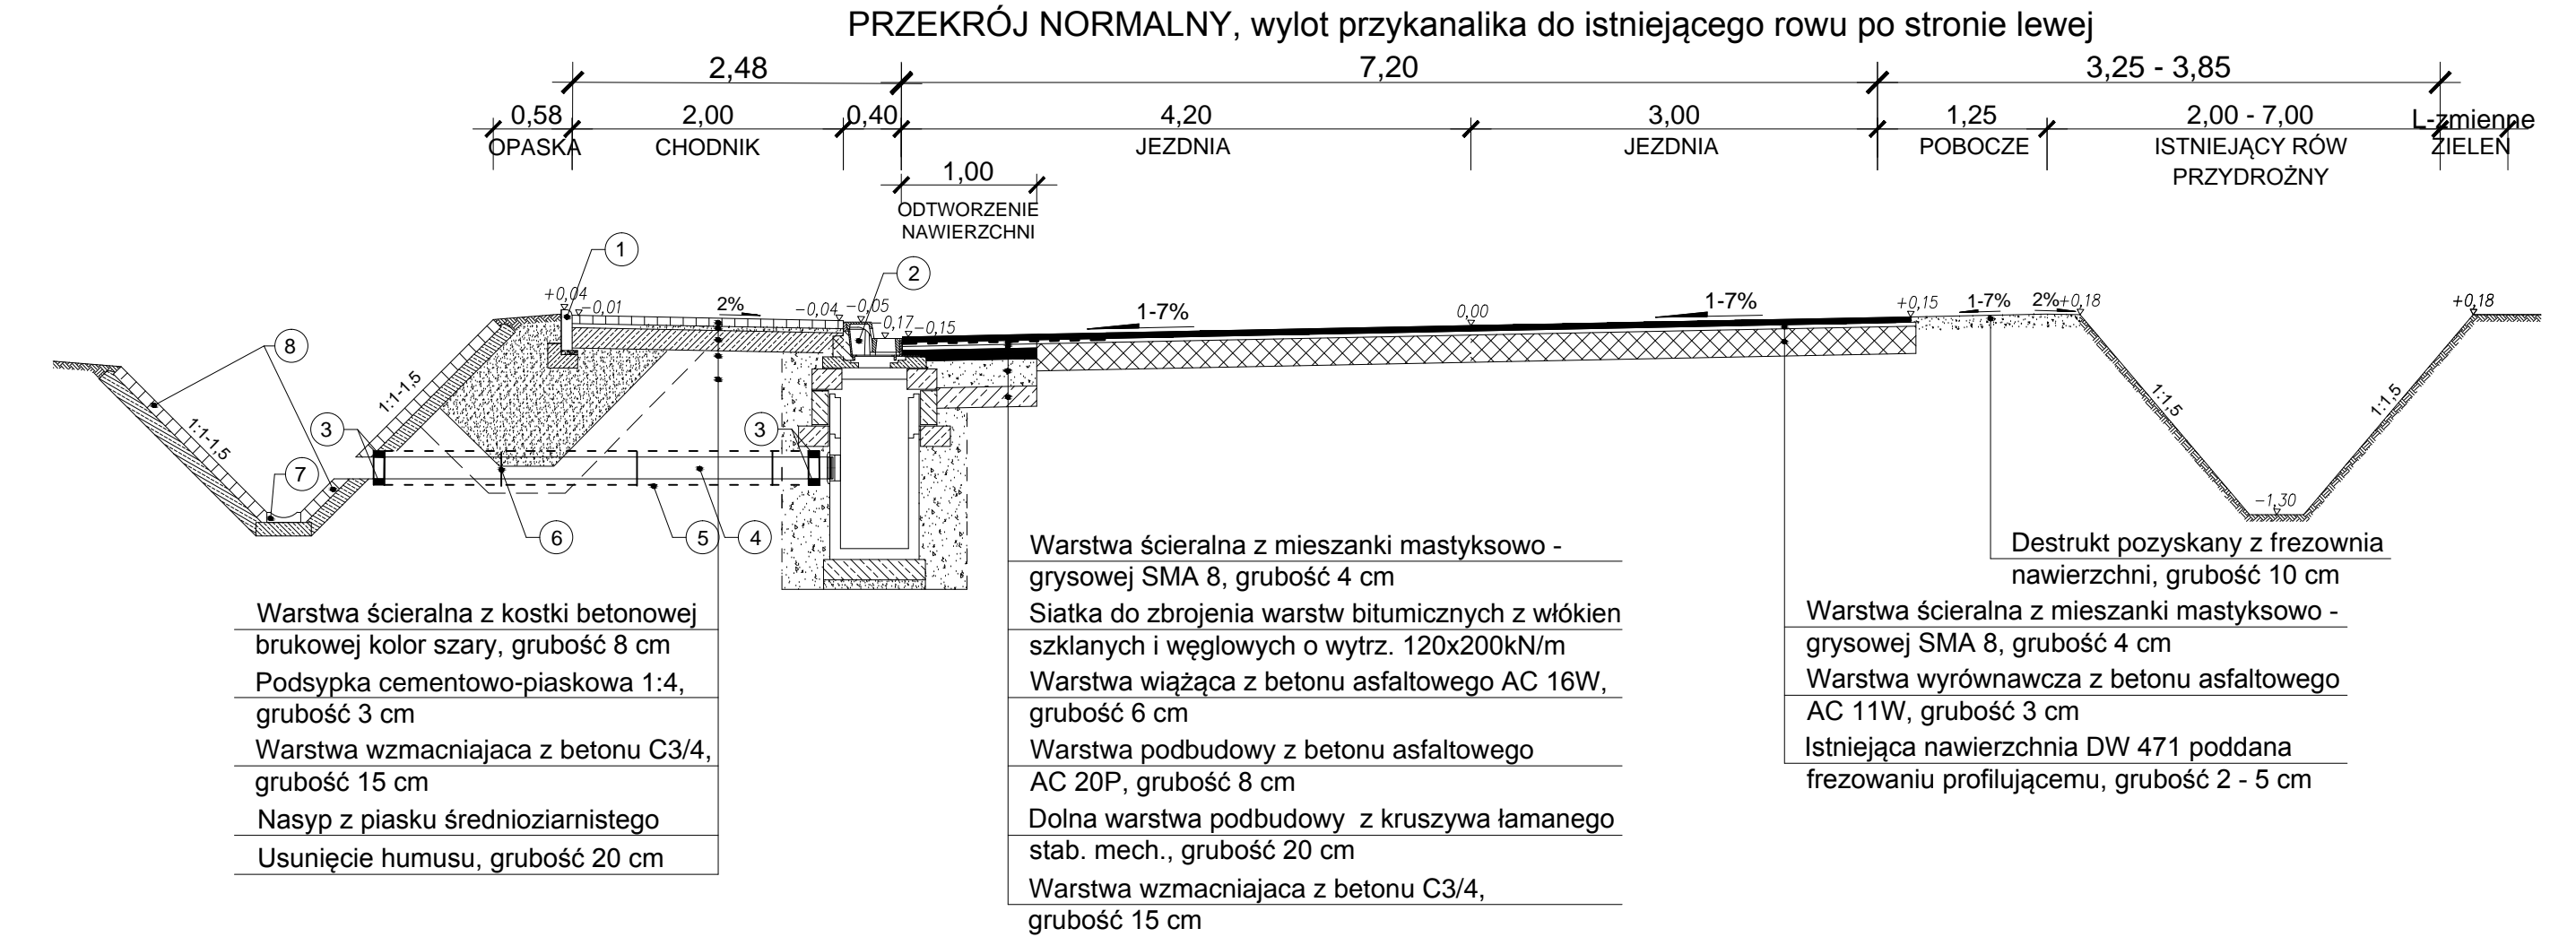 PRZEKRÓJ NORMALNY, wylot przykanalika do istniejącego rowu po stronie lewej
2,48 7,20 3,25 - 3,85
0,58 2,00 0,40 4,20 3,00 1,25 2,00 - 7,00 L-zmienne
OPASKA CHODNIK JEZDNIA JEZDNIA POBOCZE ISTNIEJĄCY RÓW ZIELEŃ
PRZYDROŻNY
1,00
ODTWORZENIE
NAWIERZCHNI
1
2
+0,04 -0,01 2% -0,04 -0,05 -0,17 -0,15 1-7% 0,00 1-7% +0,15 1-7% 2% +0,18 +0,18
8
1:1-1,5
1:1-1,5
1:1,5
1:1,5
3
3
7
-1,30
6
5
4
Warstwa ścieralna z kostki betonowej
brukowej kolor szary, grubość 8 cm
Podsypka cementowo-piaskowa 1:4,
grubość 3 cm
Warstwa wzmacniajaca z betonu C3/4,
grubość 15 cm
Nasyp z piasku średnioziarnistego
Usunięcie humusu, grubość 20 cm
Warstwa ścieralna z mieszanki mastyksowo -
grysowej SMA 8, grubość 4 cm
Siatka do zbrojenia warstw bitumicznych z włókien
szklanych i węglowych o wytrz. 120x200kN/m
Warstwa wiążąca z betonu asfaltowego AC 16W,
grubość 6 cm
Warstwa podbudowy z betonu asfaltowego
AC 20P, grubość 8 cm
Dolna warstwa podbudowy z kruszywa łamanego
stab. mech., grubość 20 cm
Warstwa wzmacniajaca z betonu C3/4,
grubość 15 cm
Destrukt pozyskany z frezownia
nawierzchni, grubość 10 cm
Warstwa ścieralna z mieszanki mastyksowo -
grysowej SMA 8, grubość 4 cm
Warstwa wyrównawcza z betonu asfaltowego
AC 11W, grubość 3 cm
Istniejąca nawierzchnia DW 471 poddana
frezowaniu profilującemu, grubość 2 - 5 cm